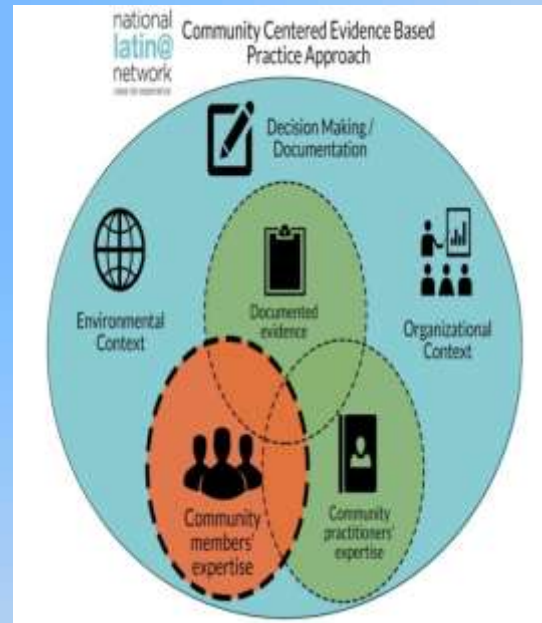 national
latin@
network
Community Centered Evidence Based
Practice Approach
Decision Making /
Documentation
Environmental
Context
Documented
evidence
Organizational
Context
Community
members'
expertise
Community
practitioners'
expertise